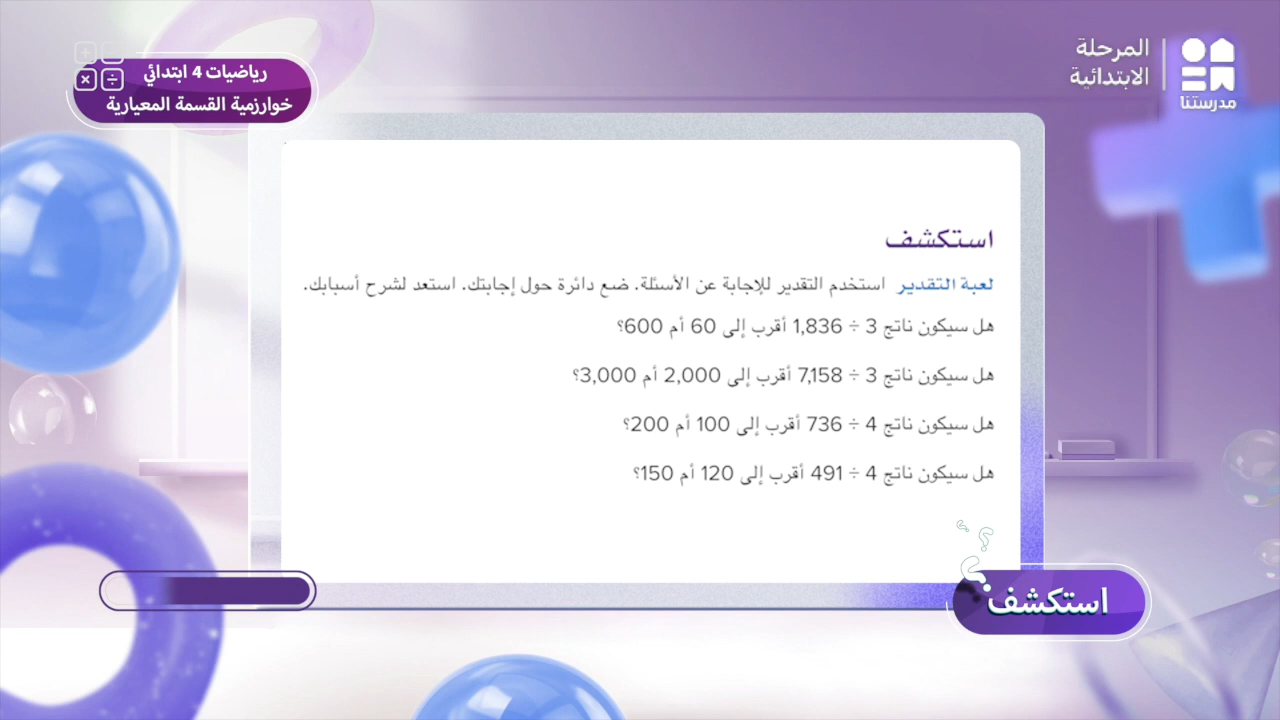 المرحلة
الابتدائية
مدرستنا
رياضيات 4 ابتدائي
خوارزمية القسمة المعيارية
استكشف
لعبة التقدير استخدم التقدير للإجابة عن الأسئلة. ضع دائرة حول إجابتك. استعد لشرح أسبابك.
هل سيكون ناتج 3 ÷ 1,836 أقرب إلى 60 أم 600؟
هل سيكون ناتج 3 ÷ 7,158 أقرب إلى 2,000 أم 3,000؟
هل سيكون ناتج 4 ÷ 736 أقرب إلى 100 أم 200؟
هل سيكون ناتج 4 ÷ 491 أقرب إلى 120 أم 150؟
استكشف